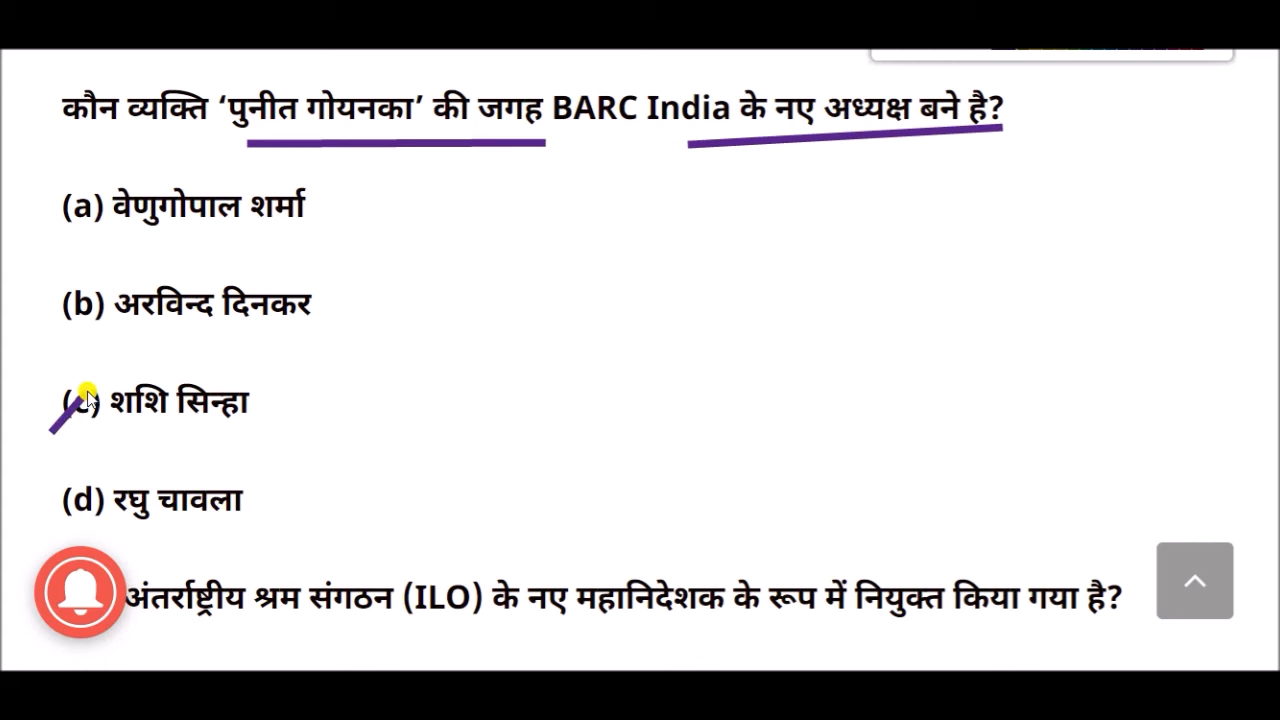 कौन व्यक्ति ‘पुनीत गोयनका’ की जगह BARC India के नए अध्यक्ष बने है?
(a) वेणुगोपाल शर्मा
(b) अरविन्द दिनकर
(c) शशि सिन्हा
(d) रघु चावला
अंतर्राष्ट्रीय श्रम संगठन (ILO) के नए महानिदेशक के रूप में नियुक्त किया गया है?